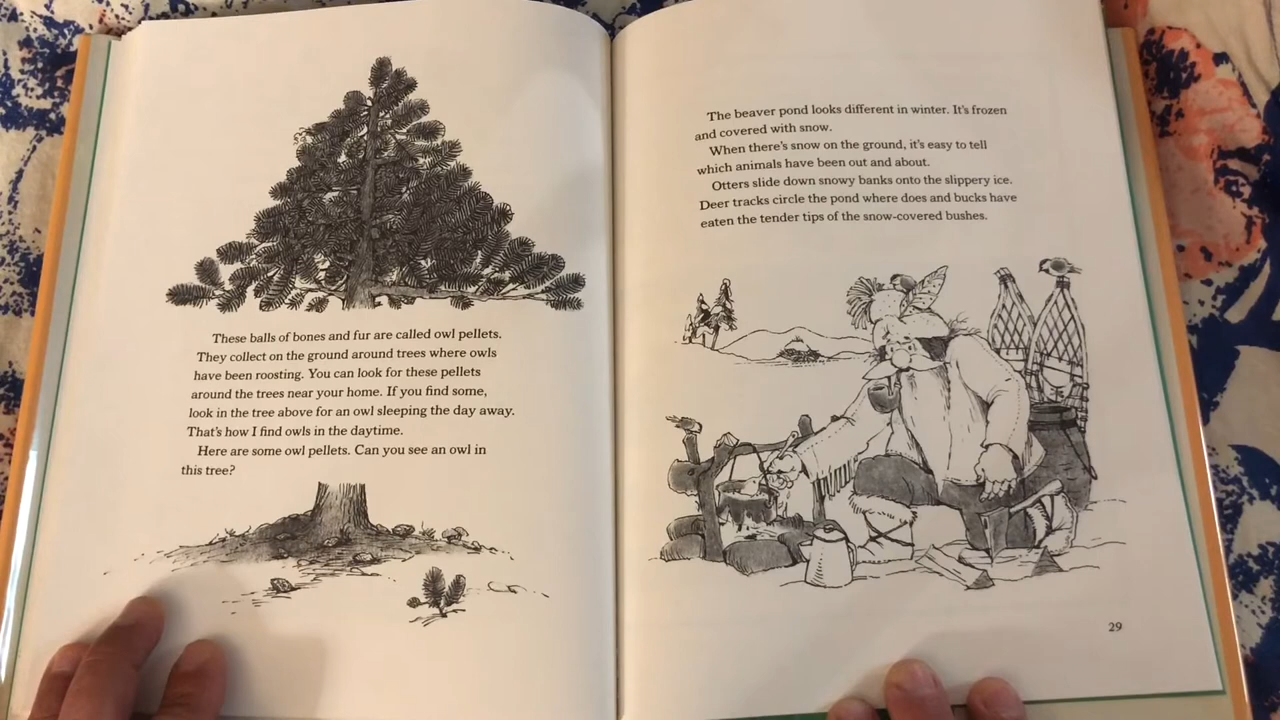 These balls of bones and fur are called owl pellets.
They collect on the ground around trees where owls
have been roosting. You can look for these pellets
around the trees near your home. If you find some,
look in the tree above for an owl sleeping the day away.
That's how I find owls in the daytime.
Here are some owl pellets. Can you see an owl in
this tree?
The beaver pond looks different in winter. It's frozen
and covered with snow.
When there's snow on the ground, it's easy to tell
which animals have been out and about.
Otters slide down snowy banks onto the slippery ice.
Deer tracks circle the pond where does and bucks have
eaten the tender tips of the snow-covered bushes.
29